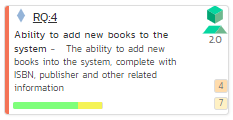 RQ:4
2.0
Ability to add new books to the
system - The ability to add new
books into the system, complete with
ISBN, publisher and other related
information
4
7